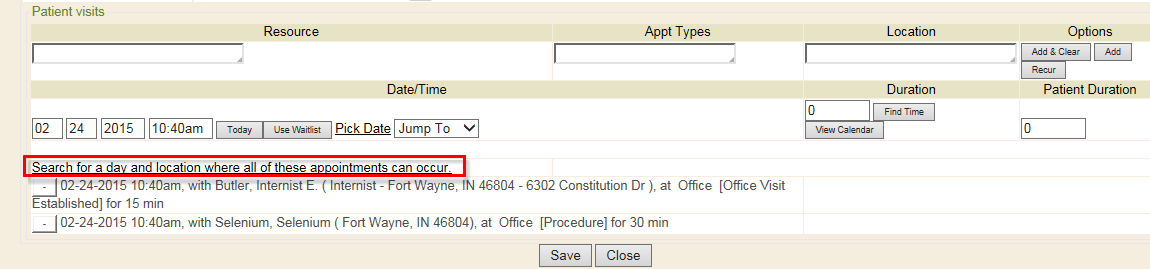 Patient visits
Resource Appt Types Location Options
Add & Clear Add
Recur
Date/Time Duration Patient Duration
02 24 2015 10:40am Today Use Waitlist Pick Date Jump To 0 Find Time 0
View Calendar
Search for a day and location where all of these appointments can occur.
- 02-24-2015 10:40am, with Butler, Internist E. ( Internist - Fort Wayne, IN 46804 - 6302 Constitution Dr ), at Office [Office Visit
Established] for 15 min
- 02-24-2015 10:40am, with Selenium, Selenium ( Fort Wayne, IN 46804), at Office [Procedure] for 30 min
Save Close